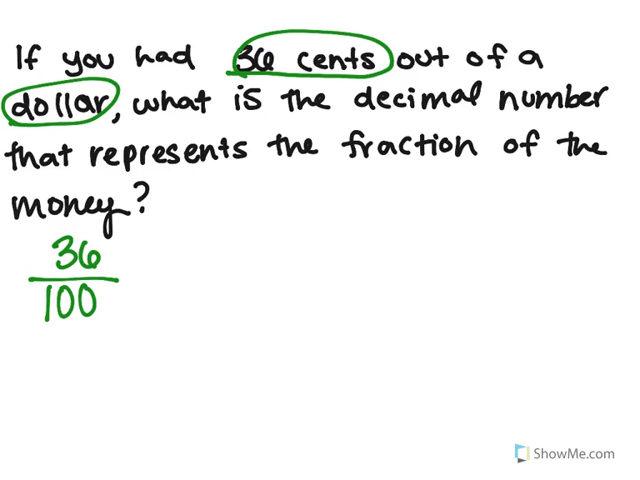 If you had 36 cents out of a
dollar, what is the decimal number
that represents the fraction of the
money?
36
100
ShowMe.com